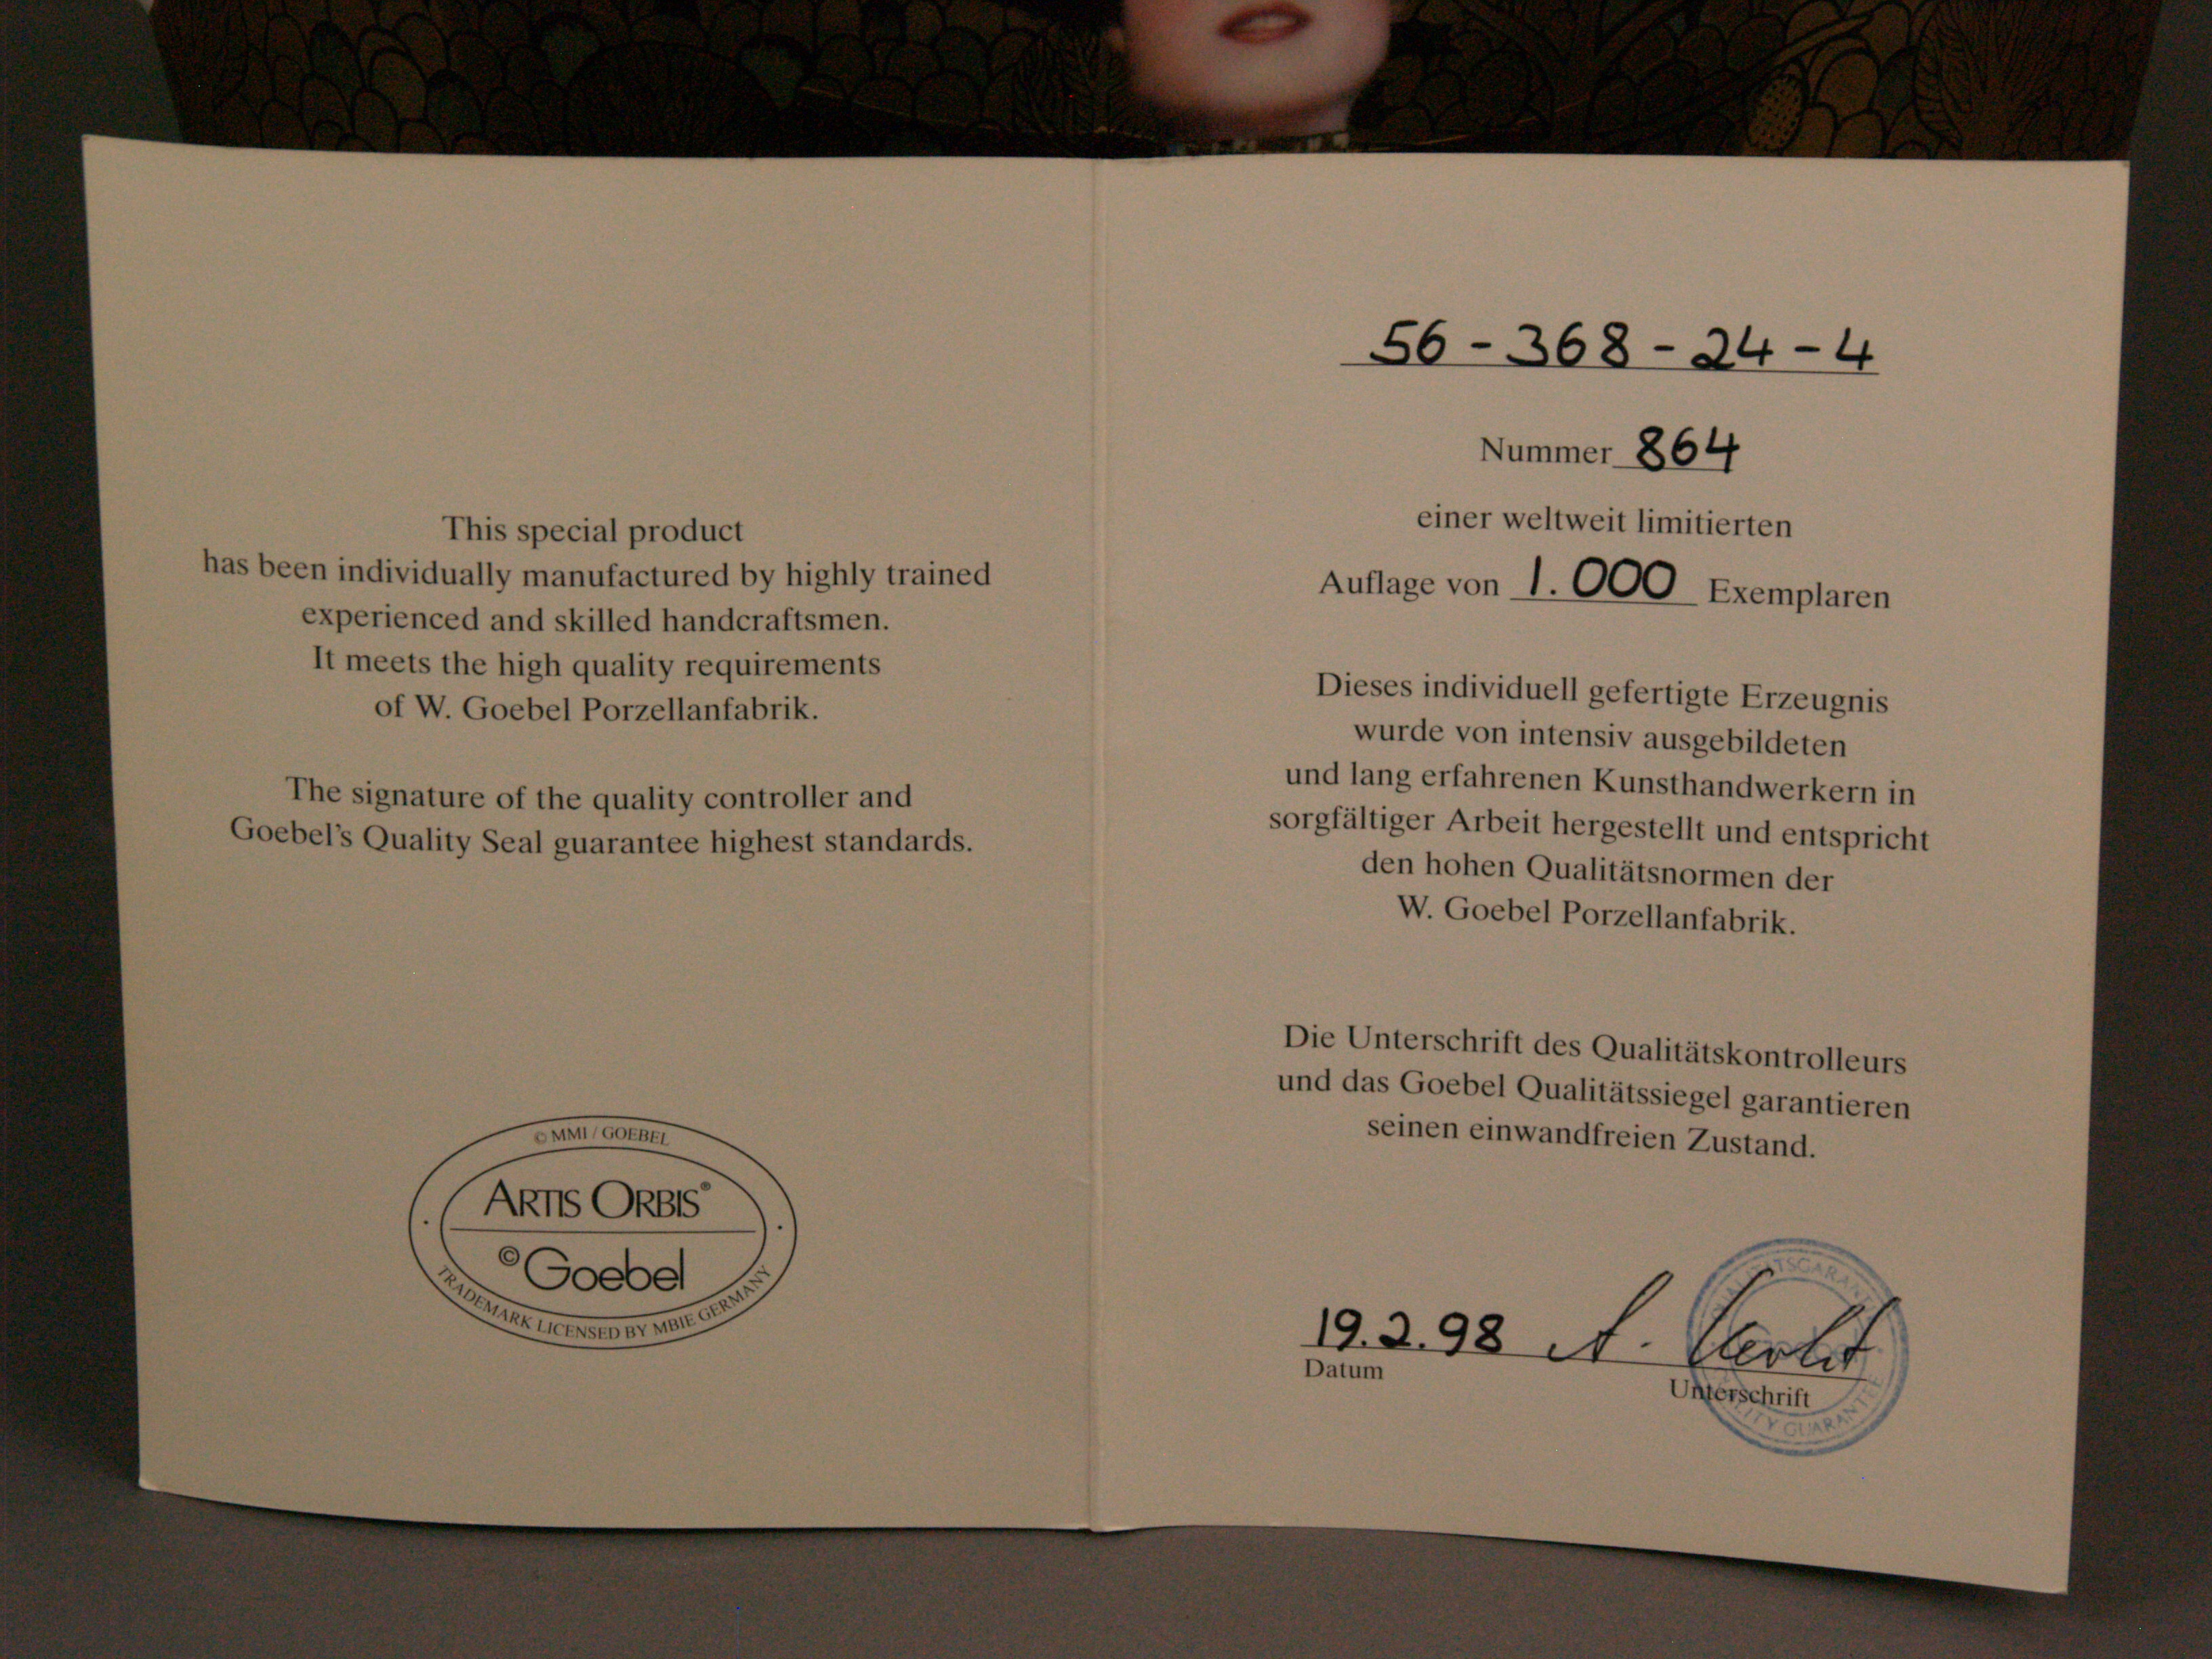 This special product
has been individually manufactured by highly trained
experienced and skilled handcraftsmen.
It meets the high quality requirements
of W. Goebel Porzellanfabrik.
The signature of the quality controller and
Goebel's Quality Seal guarantee highest standards.
© MMI / GOEBEL
ARTIS ORBIS®
© Goebel
TRADEMARK LICENSED BY MBIE GERMANY
56-368-24-4
Nummer 864
einer weltweit limitierten
Auflage von 1.000 Exemplaren
Dieses individuell gefertigte Erzeugnis
wurde von intensiv ausgebildeten
und lang erfahrenen Kunsthandwerkern in
sorgfältiger Arbeit hergestellt und entspricht
den hohen Qualitätsnormen der
W. Goebel Porzellanfabrik.
Die Unterschrift des Qualitätskontrolleurs
und das Goebel Qualitätssiegel garantieren
seinen einwandfreien Zustand.
19.2.98 A.
Datum
Unterschrift